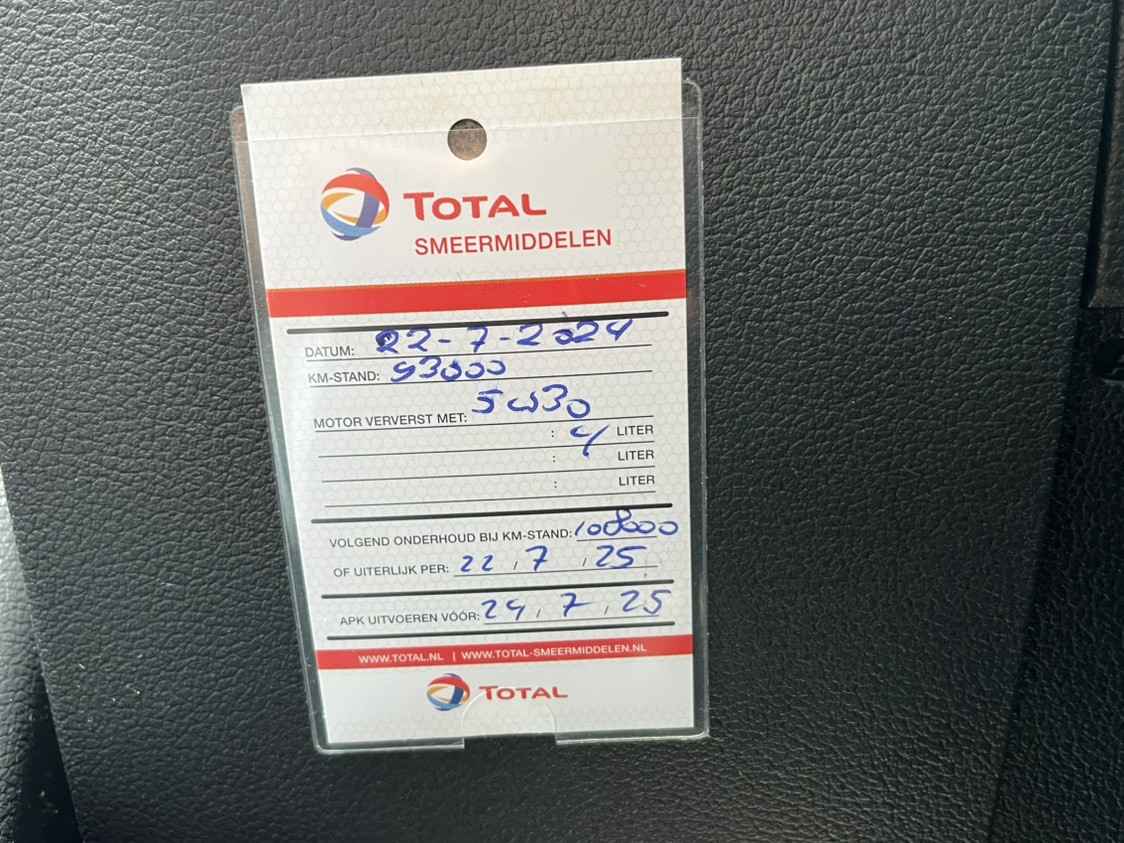 TOTAL
SMEERMIDDELEN
DATUM: 22-7-2024
KM-STAND: 93000
MOTOR VERVERST MET: 5w30
: 4 LITER
: LITER
: LITER
VOLGEND ONDERHOUD BIJ KM-STAND: 108000
OF UITERLIJK PER: 22 / 7 / 25
APK UITVOEREN VÓÓR: 24 / 7 / 25
WWW.TOTAL.NL | WWW.TOTAL-SMEERMIDDELEN.NL
TOTAL